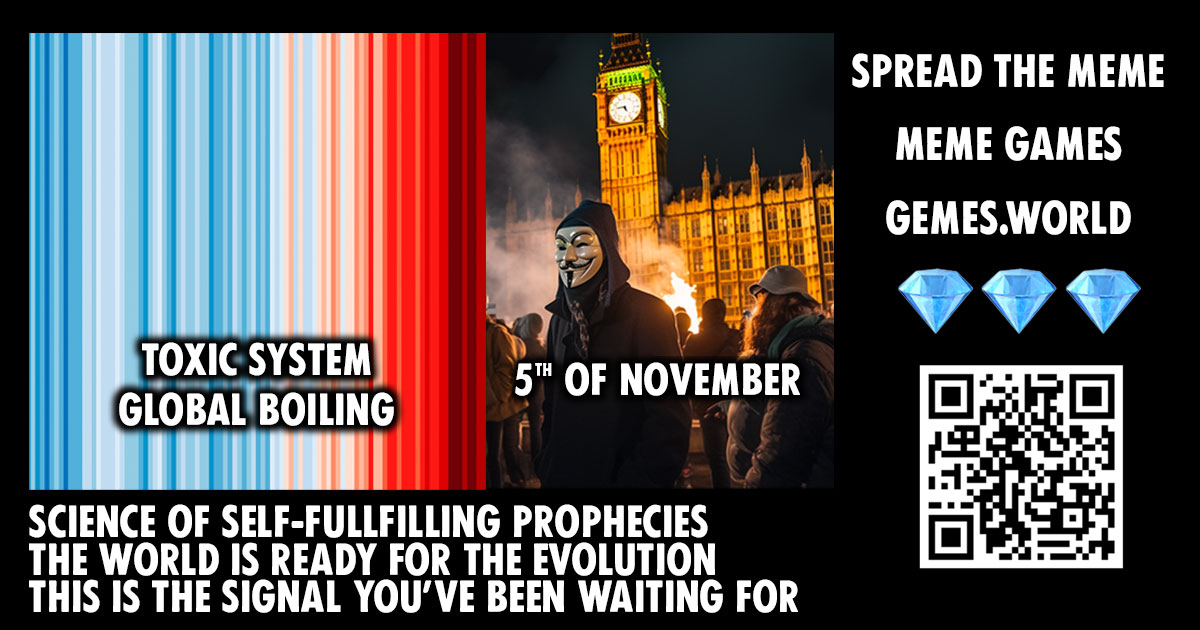 TOXIC SYSTEM
GLOBAL BOILING
5TH OF NOVEMBER
SCIENCE OF SELF-FULLFILLING PROPHECIES
THE WORLD IS READY FOR THE EVOLUTION
THIS IS THE SIGNAL YOU'VE BEEN WAITING FOR
SPREAD THE MEME
MEME GAMES
GEMES.WORLD